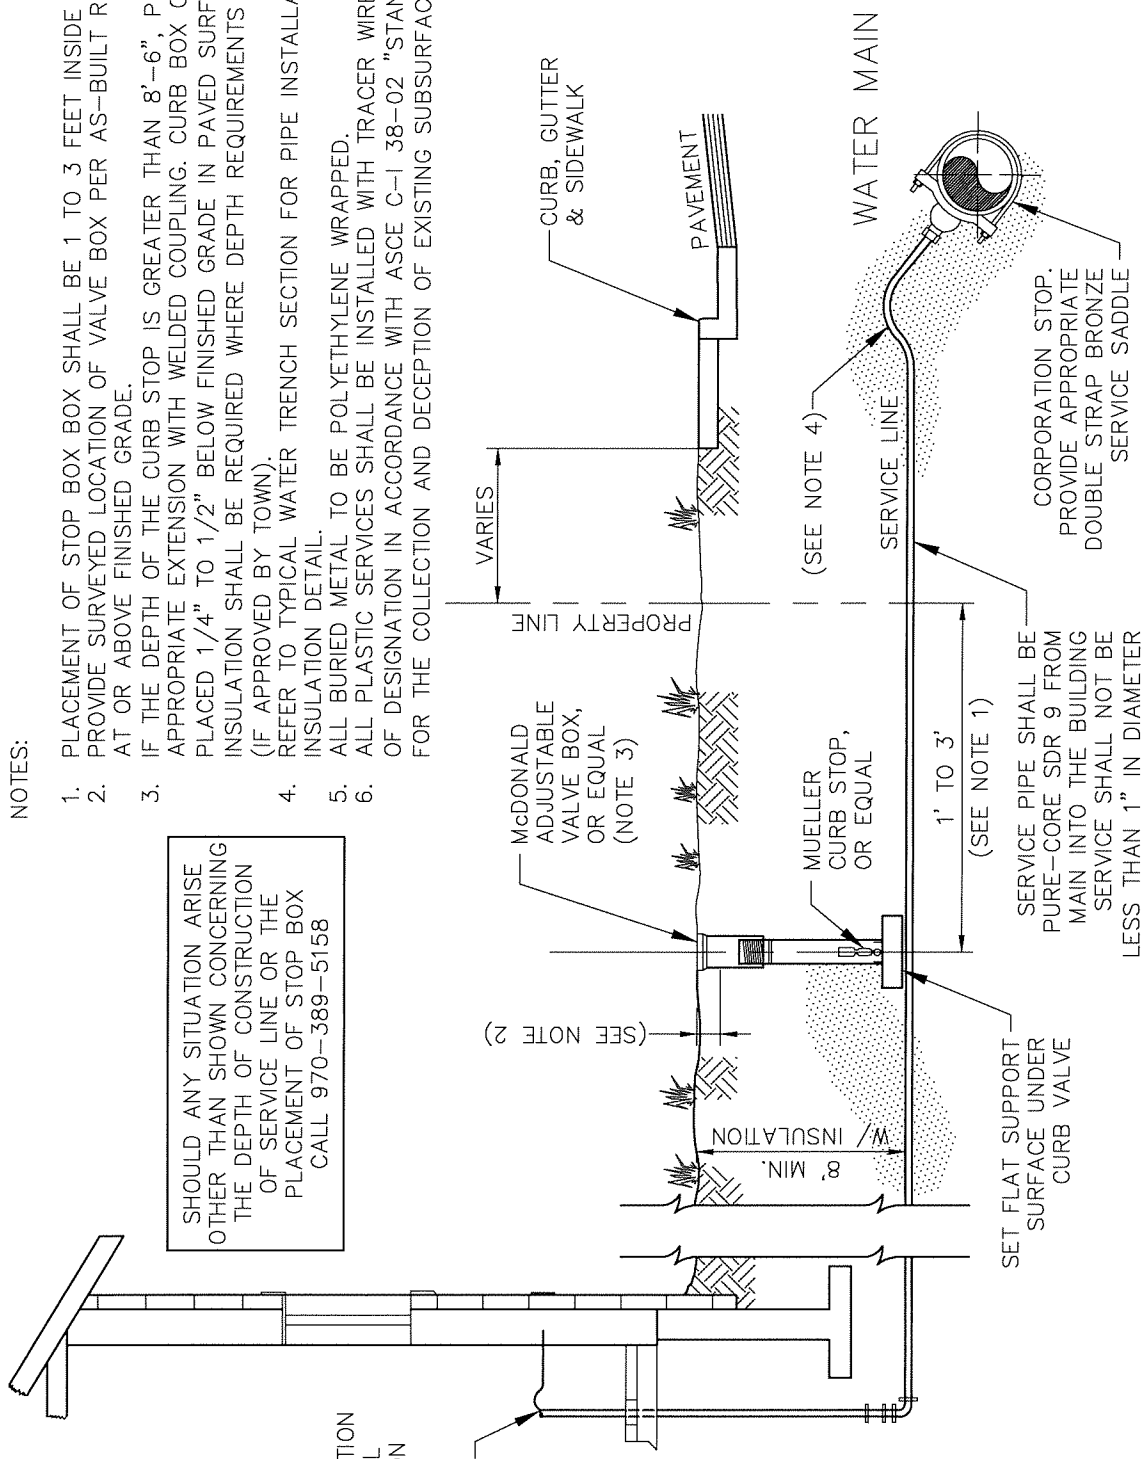 NOTES:
1. PLACEMENT OF STOP BOX BOX SHALL BE 1 TO 3 FEET INSIDE
2. PROVIDE SURVEYED LOCATION OF VALVE BOX PER AS-BUILT R
AT OR ABOVE FINISHED GRADE.
3. IF THE DEPTH OF THE CURB STOP IS GREATER THAN 8'-6", P
APPROPRIATE EXTENSION WITH WELDED COUPLING. CURB BOX
PLACED 1/4" TO 1/2" BELOW FINISHED GRADE IN PAVED SURF
INSULATION SHALL BE REQUIRED WHERE DEPTH REQUIREMENTS
(IF APPROVED BY TOWN).
4. REFER TO TYPICAL WATER TRENCH SECTION FOR PIPE INSTALLA
INSULATION DETAIL.
5. ALL BURIED METAL TO BE POLYETHYLENE WRAPPED.
6. ALL PLASTIC SERVICES SHALL BE INSTALLED WITH TRACER WIRE
OF DESIGNATION IN ACCORDANCE WITH ASCE C-I 38-02 "STAN
FOR THE COLLECTION AND DECEPTION OF EXISTING SUBSURFAC
SHOULD ANY SITUATION ARISE
OTHER THAN SHOWN CONCERNING
THE DEPTH OF CONSTRUCTION
OF SERVICE LINE OR THE
PLACEMENT OF STOP BOX
CALL 970-389-5158
TION
L
ON
McDONALD
ADJUSTABLE
VALVE BOX,
OR EQUAL
(NOTE 3)
CURB, GUTTER
& SIDEWALK
VARIES
PAVEMENT
PROPERTY LINE
(SEE NOTE 2)
8' MIN.
W/ INSULATION
MUELLER
CURB STOP,
OR EQUAL
(SEE NOTE 4)
WATER MAIN
SERVICE LINE
1' TO 3'
(SEE NOTE 1)
SET FLAT SUPPORT
SURFACE UNDER
CURB VALVE
SERVICE PIPE SHALL BE
PURE-CORE SDR 9 FROM
MAIN INTO THE BUILDING
SERVICE SHALL NOT BE
LESS THAN 1" IN DIAMETER
CORPORATION STOP.
PROVIDE APPROPRIATE
DOUBLE STRAP BRONZE
SERVICE SADDLE